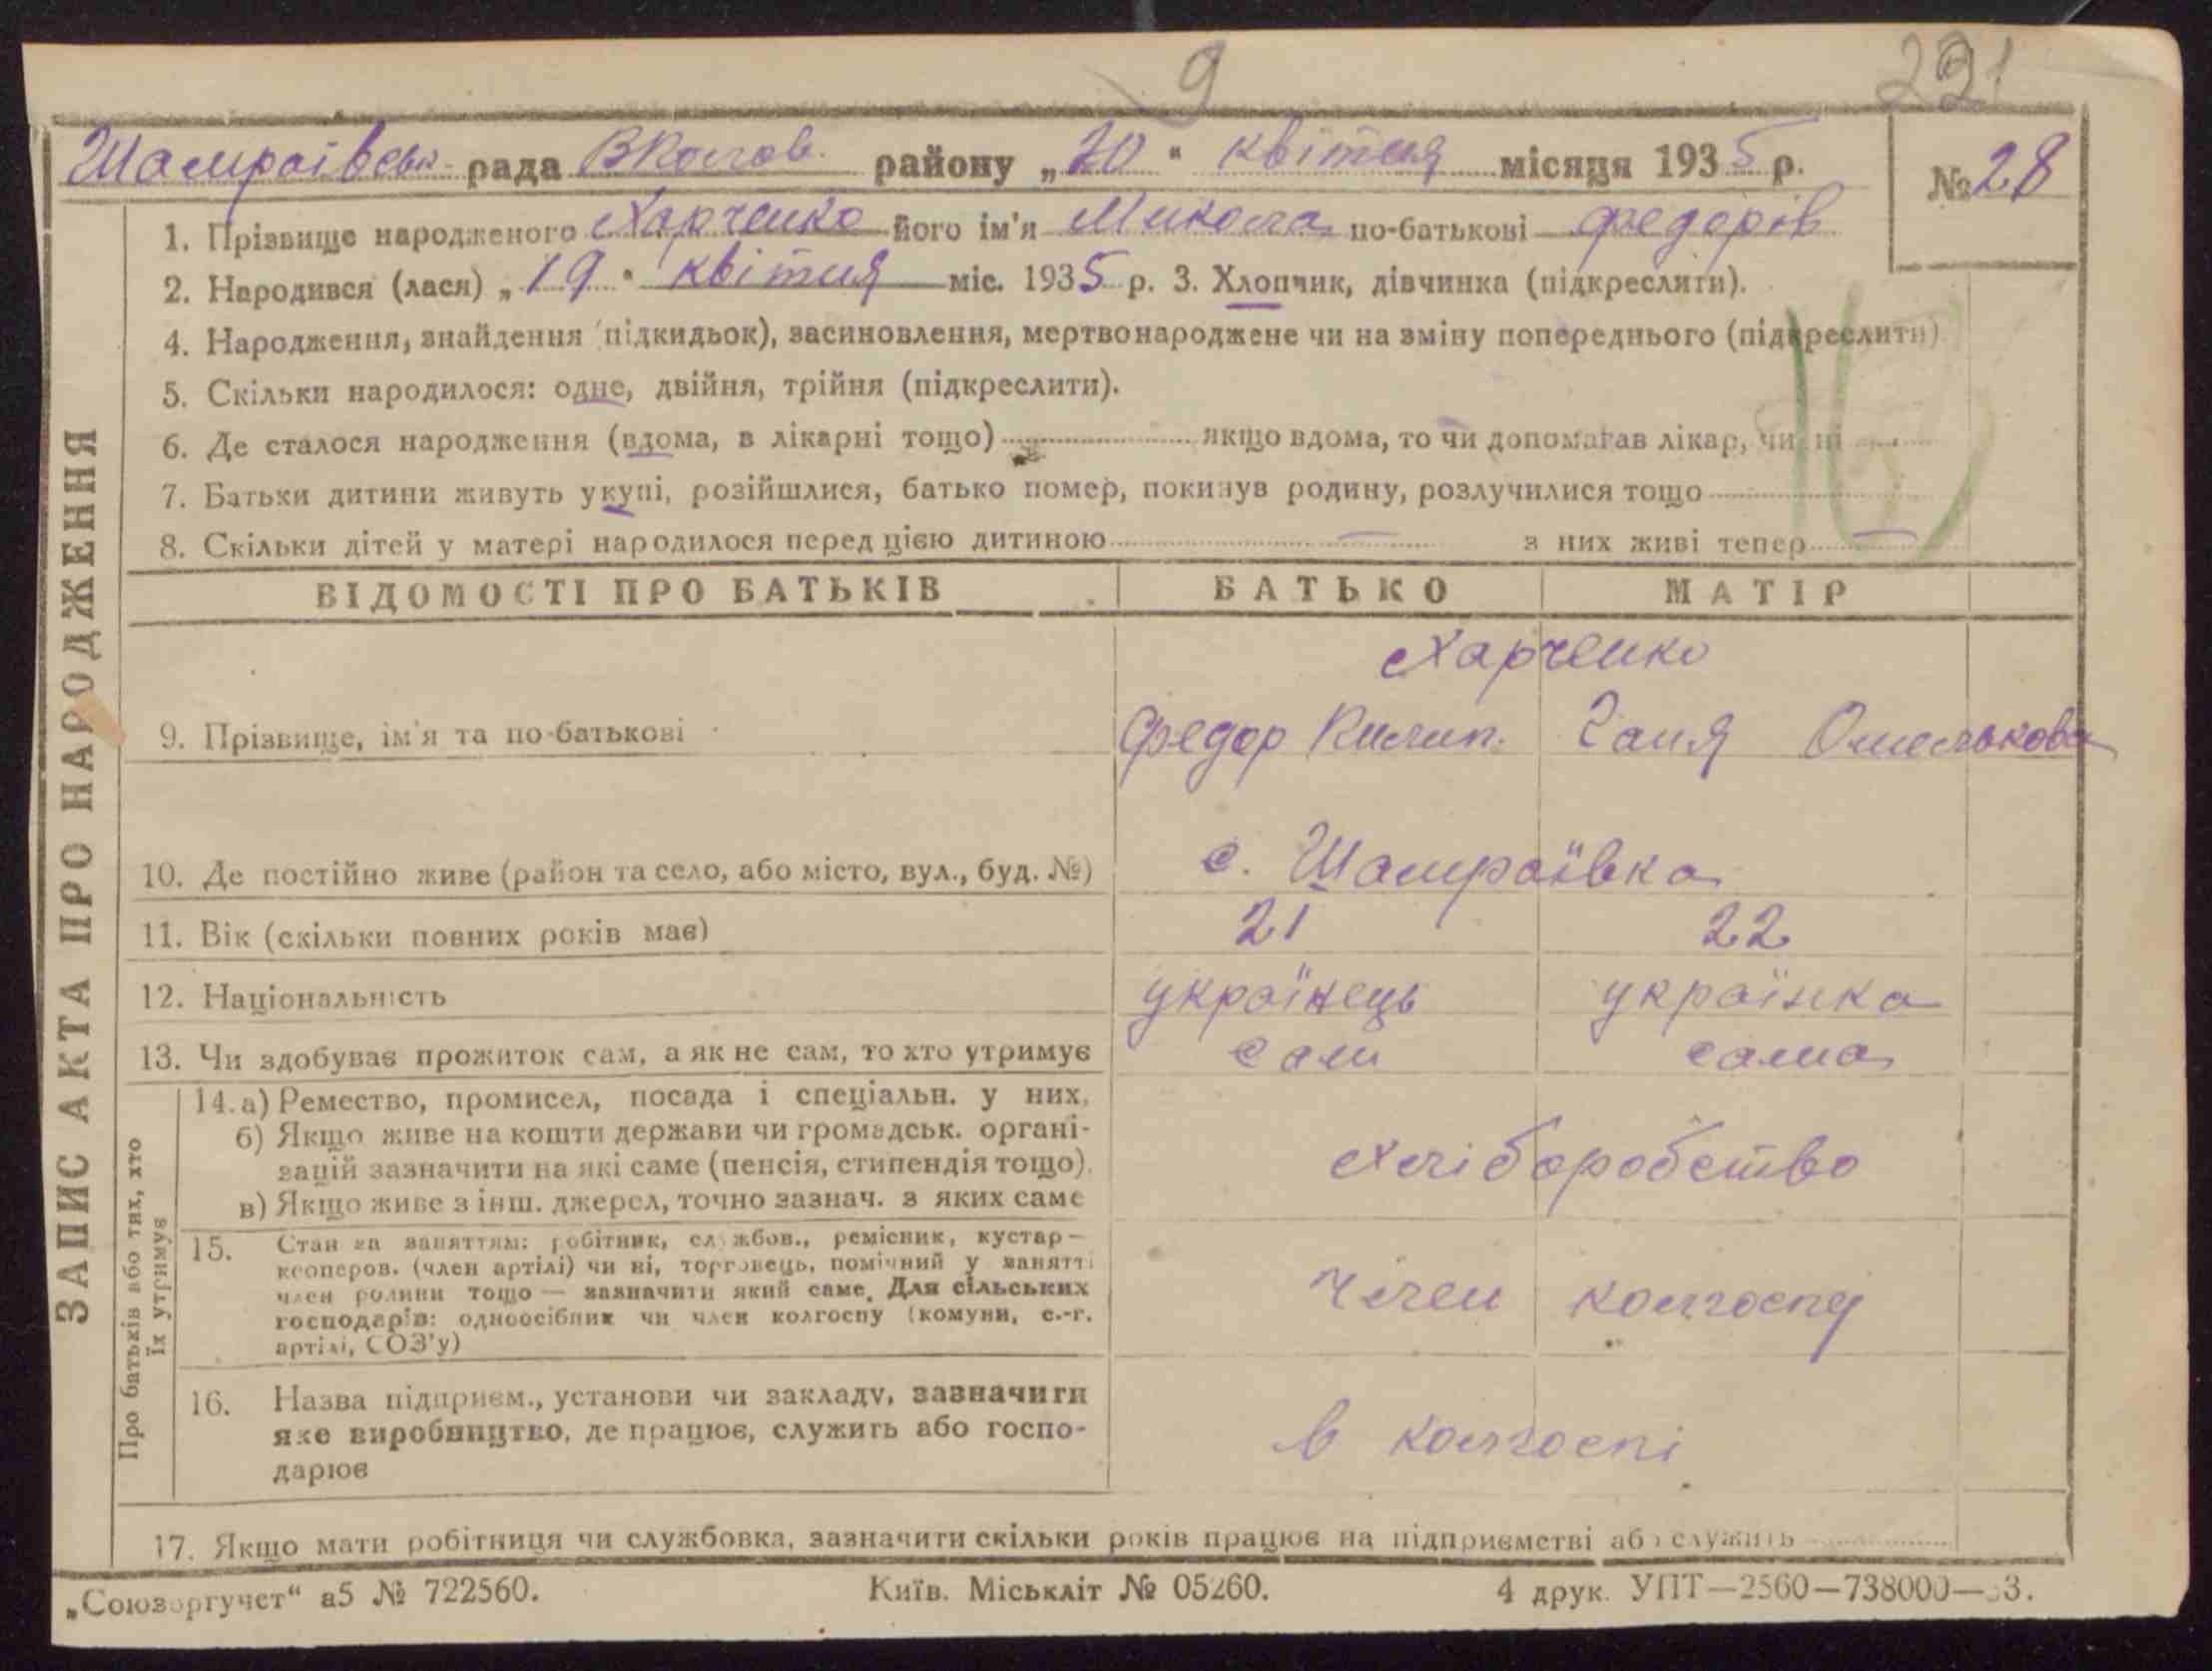 9
221
Шамраївськ. рада ВПолов. району „20“ квітня місяця 1935 р. №28
1. Прізвище народженого Харченко його ім'я Микола по-батькові Федорів
2. Народився (лася) „19“ квітня міс. 1935 р. 3. Хлопчик, дівчинка (підкреслити).
4. Народження, знайдення (підкидьок), засиновлення, мертвонароджене чи на зміну попереднього (підкреслити)
5. Скільки народилося: одне, двійня, трійня (підкреслити).
6. Де сталося народження (вдома, в лікарні тощо) якщо вдома, то чи допомагав лікар, чи ні
7. Батьки дитини живуть укупі, розійшлися, батько помер, покинув родину, розлучилися тощо
8. Скільки дітей у матері народилося перед цією дитиною — з них живі тепер —
ЗАПИС АКТА ПРО НАРОДЖЕННЯ
ВІДОМОСТІ ПРО БАТЬКІВ БАТЬКО МАТІР
Харченко
9. Прізвище, ім'я та по-батькові Федор Килип. Ганя Омелькова
10. Де постійно живе (район та село, або місто, вул., буд. №) с. Шамраївка
11. Вік (скільки повних років має) 21 22
12. Національність українець українка
13. Чи здобуває прожиток сам, а як не сам, то хто утримує сам сама
Про батьків або тих, хто
їх утримує
14. а) Ремество, промисел, посада і спеціальн. у них,
б) Якщо живе на кошти держави чи громадськ. органі-
зацій зазначити на які саме (пенсія, стипендія тощо).
в) Якщо живе з інш. джерел, точно зазнач. з яких саме
Хліборобство
15. Стан за заняттям: робітник, службов., ремісник, кустар—
кооперов. (член артілі) чи ні, торговець, помічний у занятті
член родини тощо — зазначити який саме. Для сільських
господарів: одноосібник чи член колгоспу (комуни, с.-г.
артілі, СОЗ'у)
член колгоспу
16. Назва підприєм., установи чи закладу, зазначити
яке виробництво, де працює, служить або госпо-
дарює
в колгоспі
17. Якщо мати робітниця чи службовка, зазначити скільки років працює на підприємстві або служить
„Союзоргучет“ а5 № 722560. Київ. Міськліт № 05260. 4 друк. УПТ—2560—738000—33.